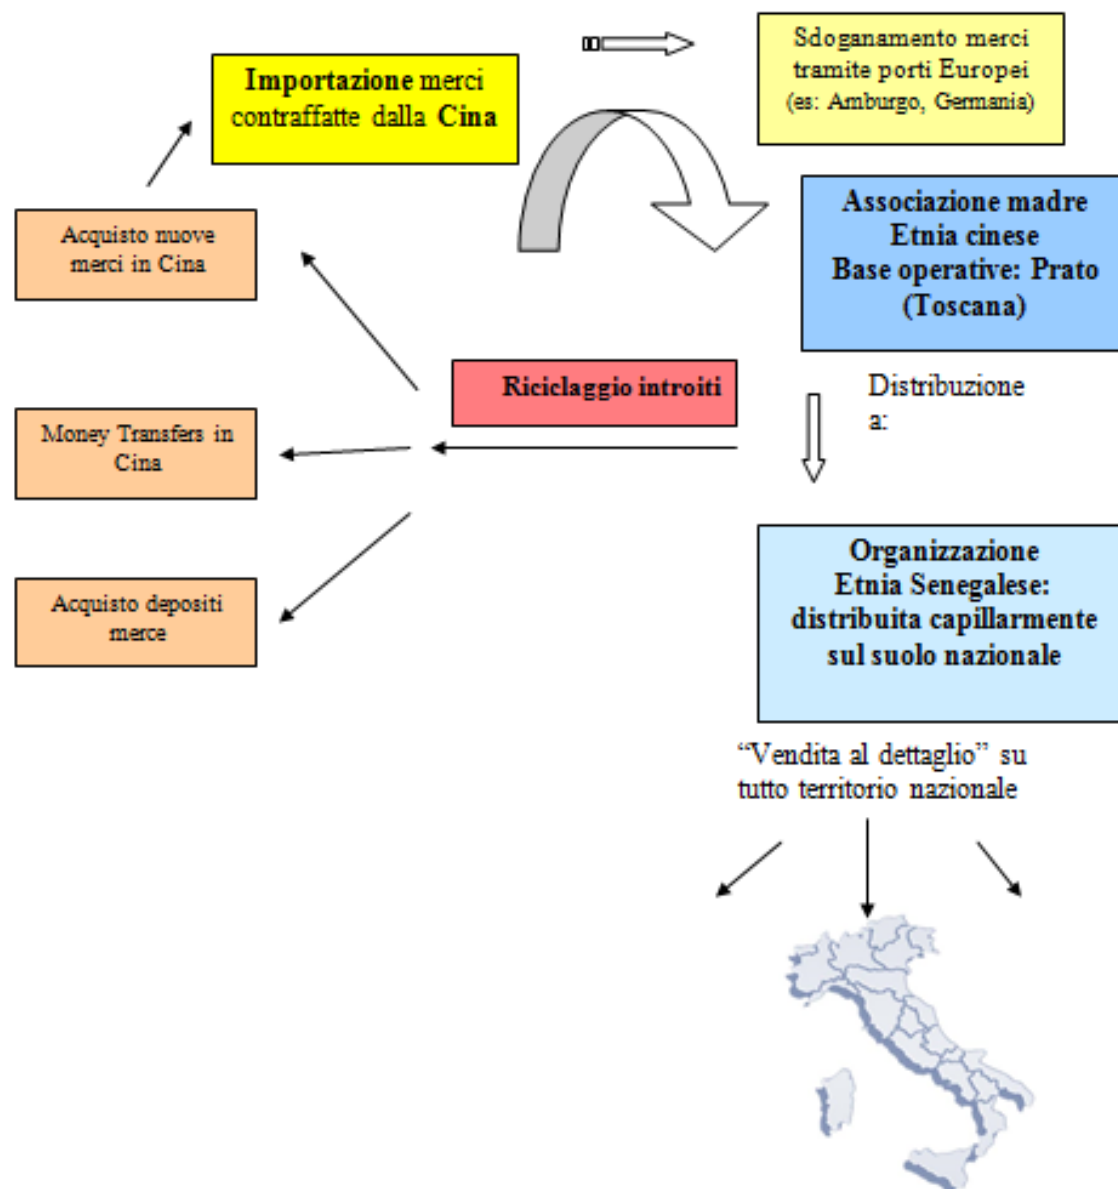 Importazione merci
contraffatte dalla Cina
Sdoganamento merci
tramite porti Europei
(es: Amburgo, Germania)
Associazione madre
Etnia cinese
Base operative: Prato
(Toscana)
Acquisto nuove
merci in Cina
Riciclaggio introiti
Distribuzione
a:
Money Transfers in
Cina
Acquisto depositi
merce
Organizzazione
Etnia Senegalese:
distribuita capillarmente
sul suolo nazionale
“Vendita al dettaglio” su
tutto territorio nazionale